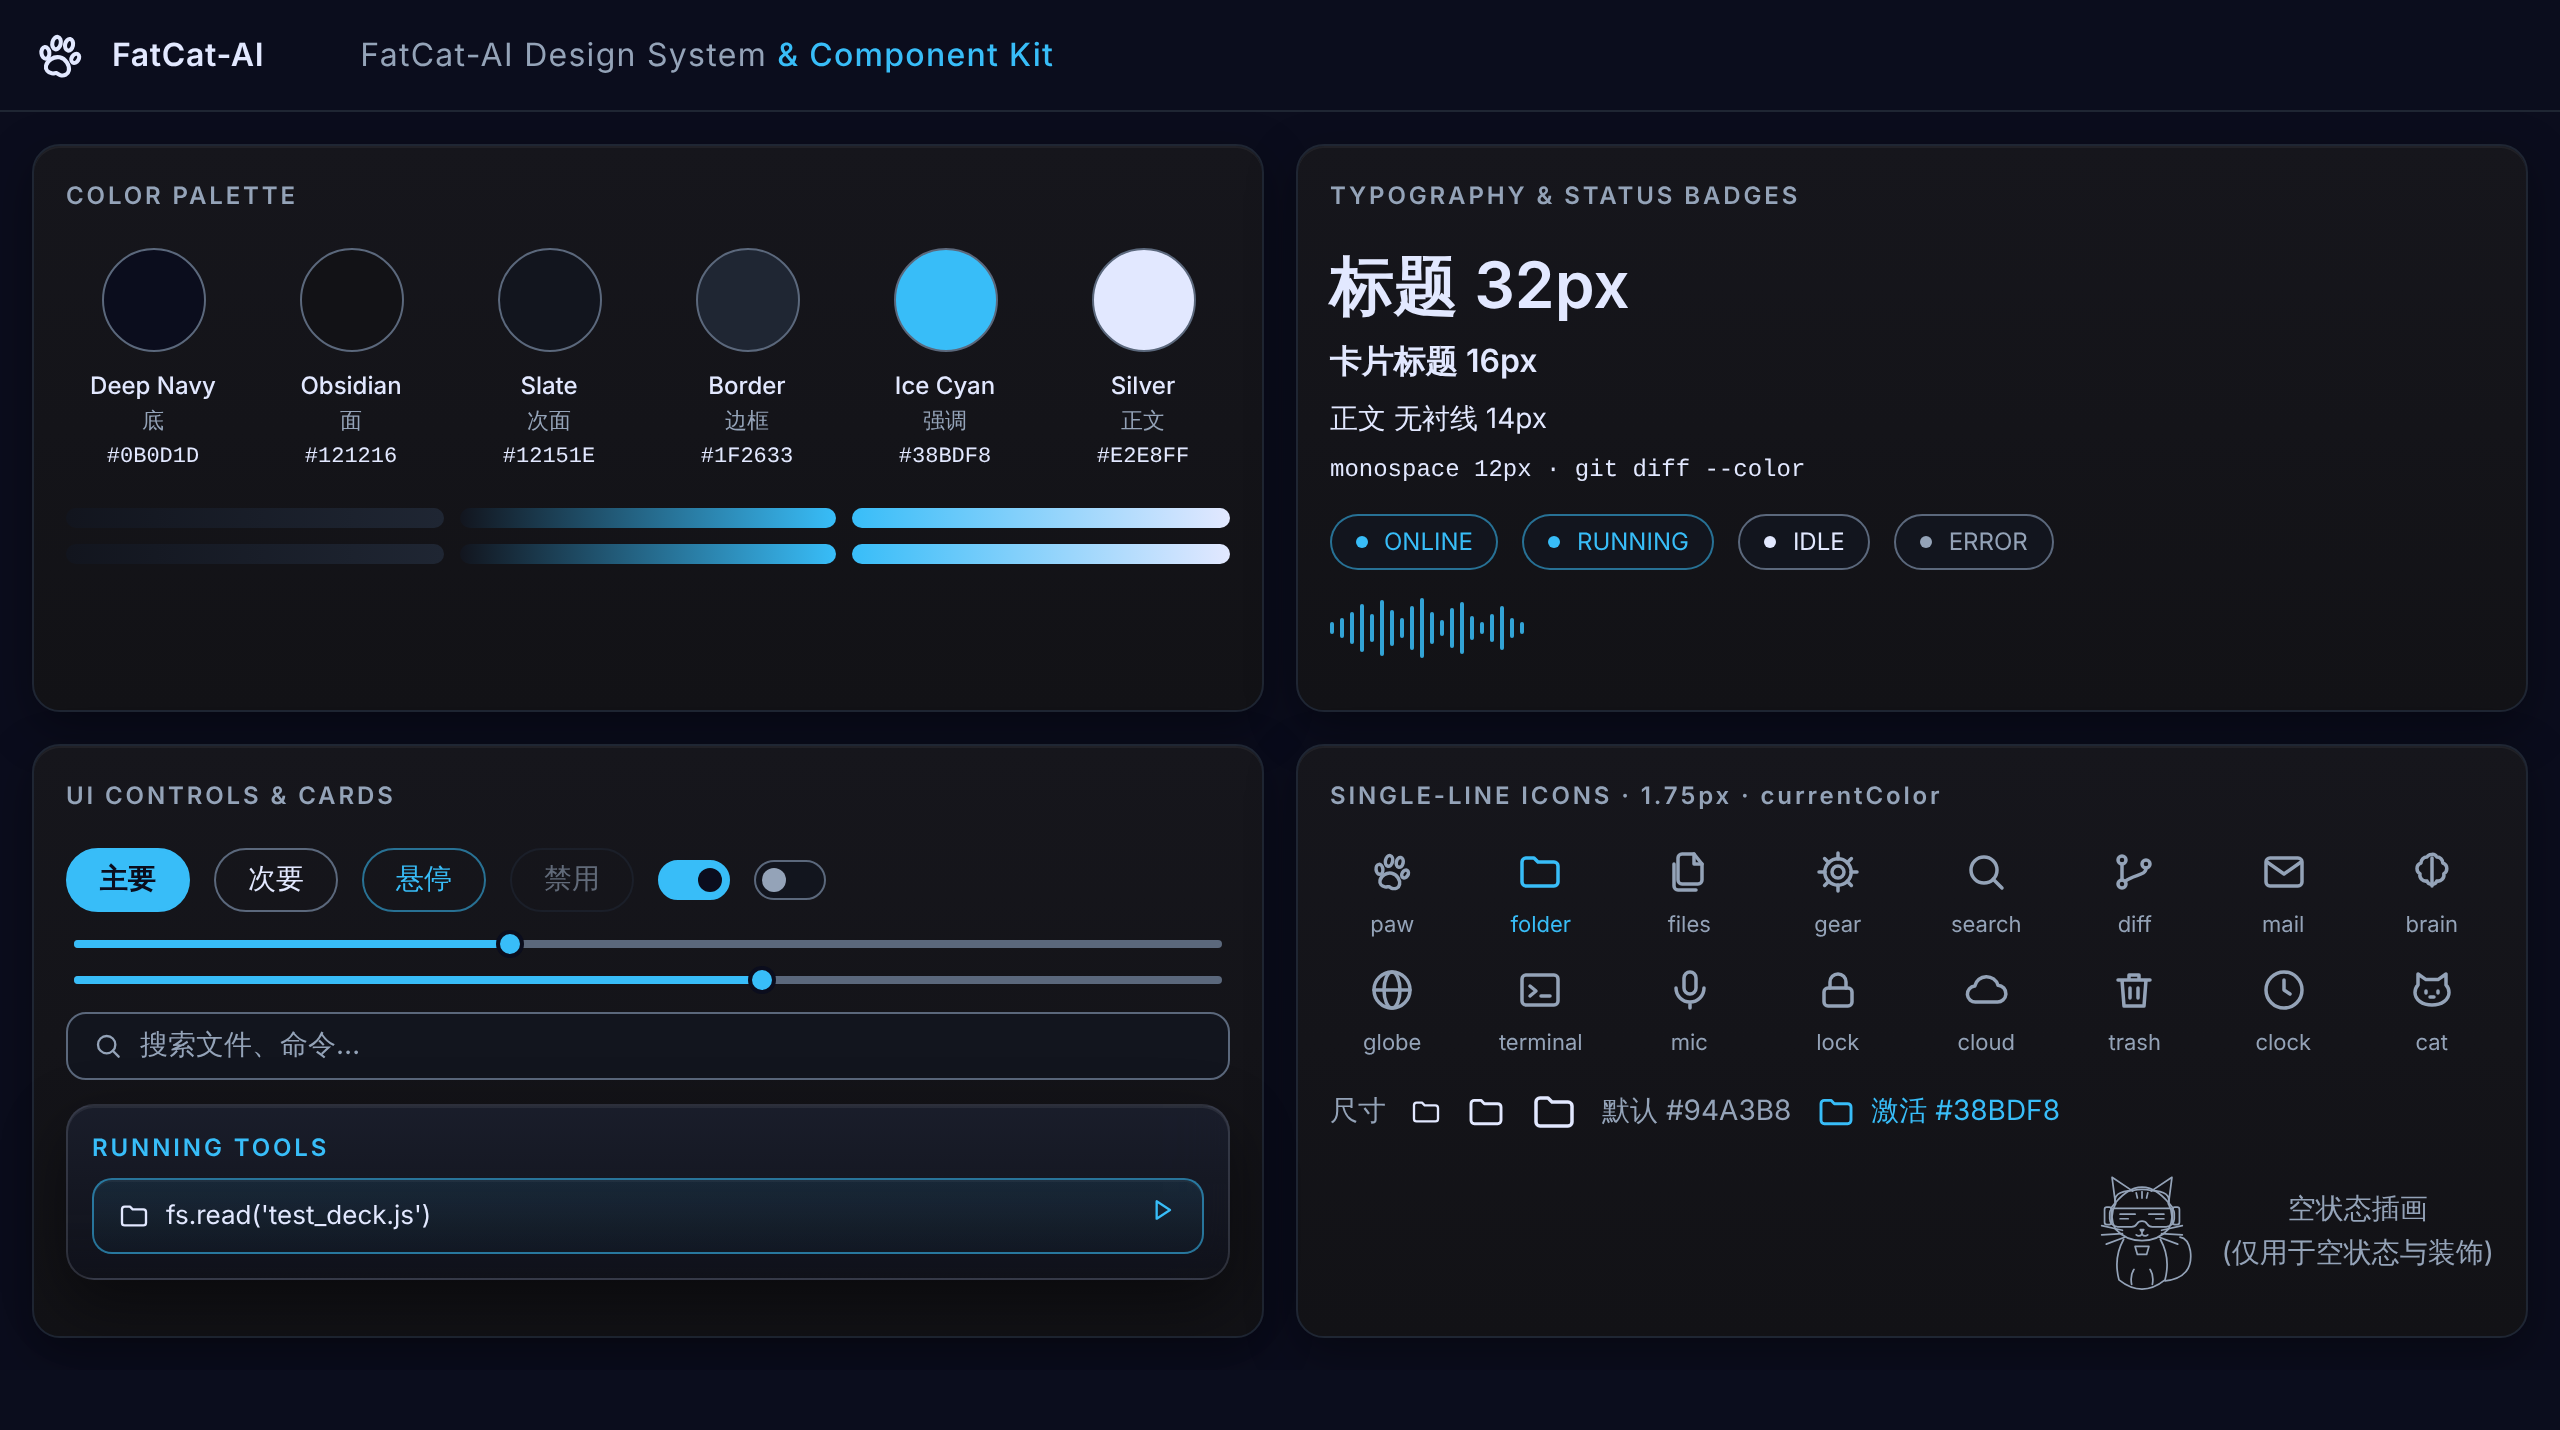 FatCat-AI
FatCat-AI Design System & Component Kit
COLOR PALETTE
Deep Navy
底
#0B0D1D
Obsidian
面
#121216
Slate
次面
#12151E
Border
边框
#1F2633
Ice Cyan
强调
#38BDF8
Silver
正文
#E2E8FF
TYPOGRAPHY & STATUS BADGES
标题 32px
卡片标题 16px
正文 无衬线 14px
monospace 12px · git diff --color
ONLINE
RUNNING
IDLE
ERROR
UI CONTROLS & CARDS
主要
次要
悬停
禁用
搜索文件、命令...
RUNNING TOOLS
fs.read('test_deck.js')
SINGLE-LINE ICONS · 1.75px · currentColor
paw
folder
files
gear
search
diff
mail
brain
globe
terminal
mic
lock
cloud
trash
clock
cat
尺寸
默认 #94A3B8
激活 #38BDF8
空状态插画
(仅用于空状态与装饰)